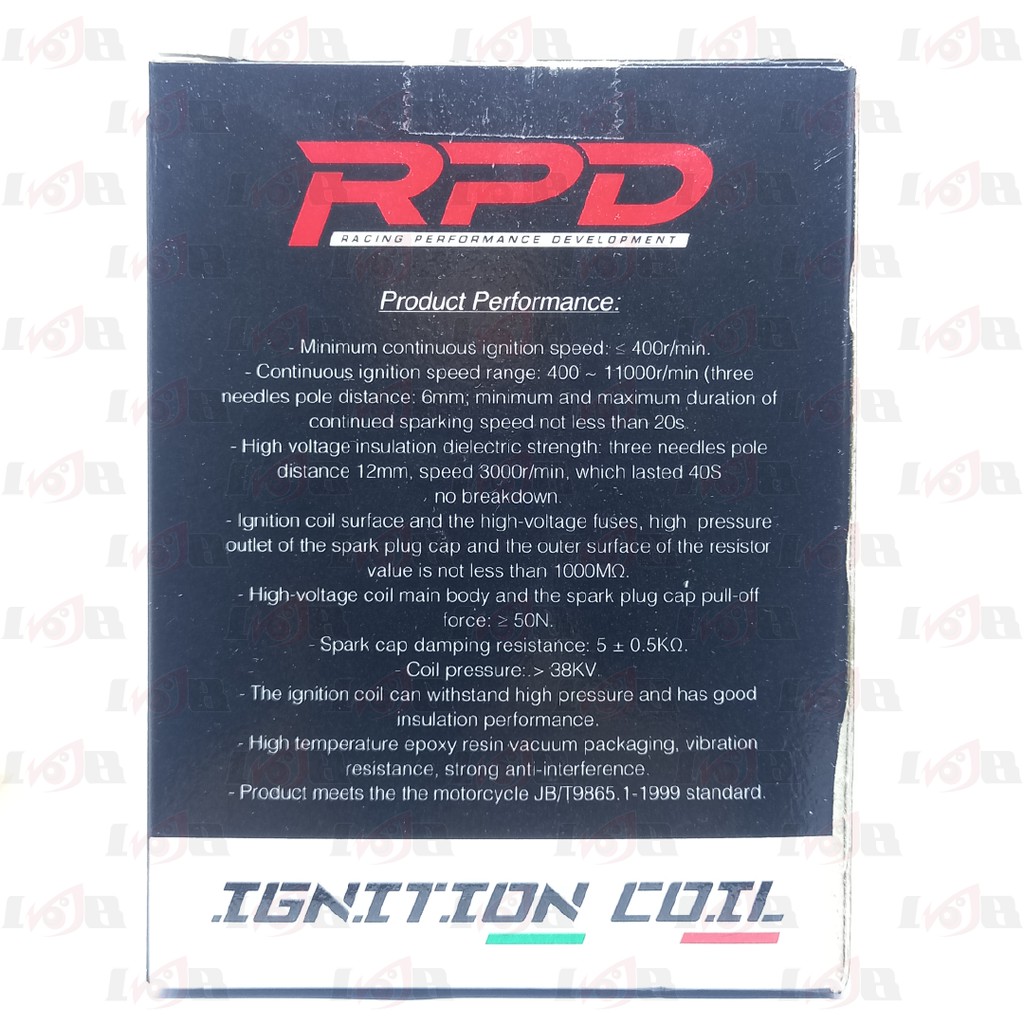 RPD
RACING PERFORMANCE DEVELOPMENT
Product Performance:
- Minimum continuous ignition speed: ≤ 400r/min.
- Continuous ignition speed range: 400 ~ 11000r/min (three
needles pole distance: 6mm; minimum and maximum duration of
continued sparking speed not less than 20s.
- High voltage insulation dielectric strength: three needles pole
distance 12mm, speed 3000r/min, which lasted 40S
no breakdown.
- Ignition coil surface and the high-voltage fuses, high pressure
outlet of the spark plug cap and the outer surface of the resistor
value is not less than 1000MΩ.
- High-voltage coil main body and the spark plug cap pull-off
force: ≥ 50N.
- Spark cap damping resistance: 5 ± 0.5KΩ.
- Coil pressure: > 38KV.
- The ignition coil can withstand high pressure and has good
insulation performance.
- High temperature epoxy resin vacuum packaging, vibration
resistance, strong anti-interference.
- Product meets the the motorcycle JB/T9865.1-1999 standard.
IGNITION COIL